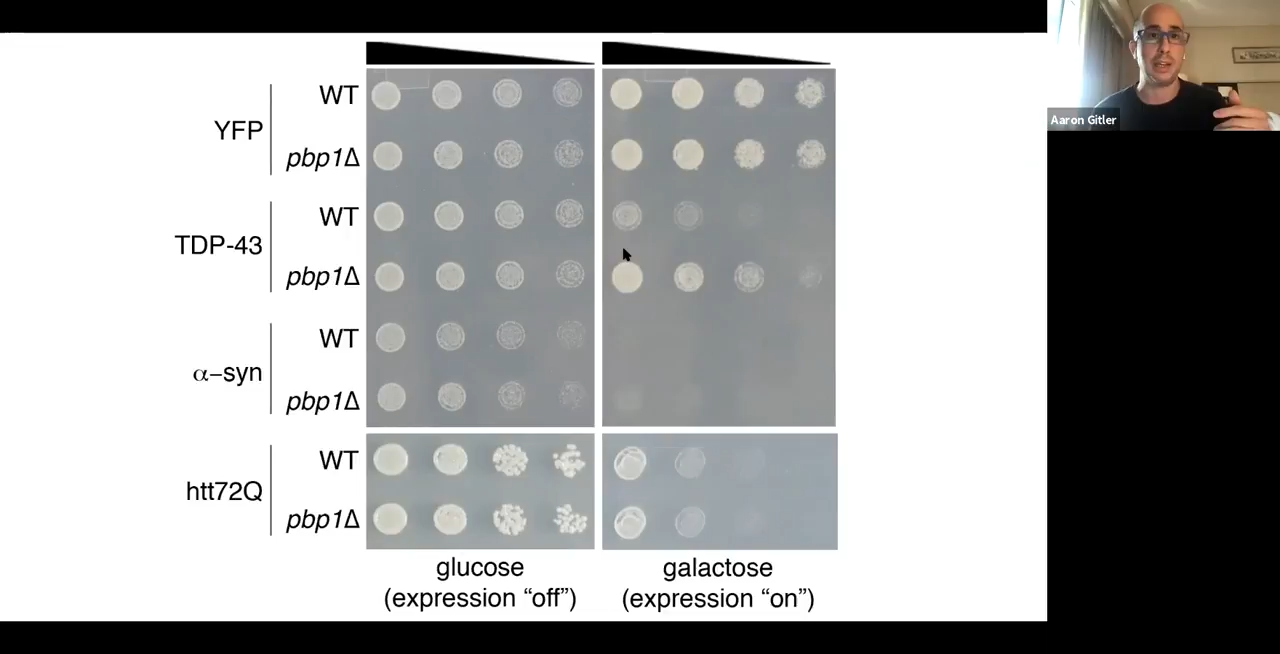 Aaron Gitler
YFP
WT
pbp1Δ
TDP-43
WT
pbp1Δ
α–syn
WT
pbp1Δ
htt72Q
WT
pbp1Δ
glucose
(expression “off”)
galactose
(expression “on”)